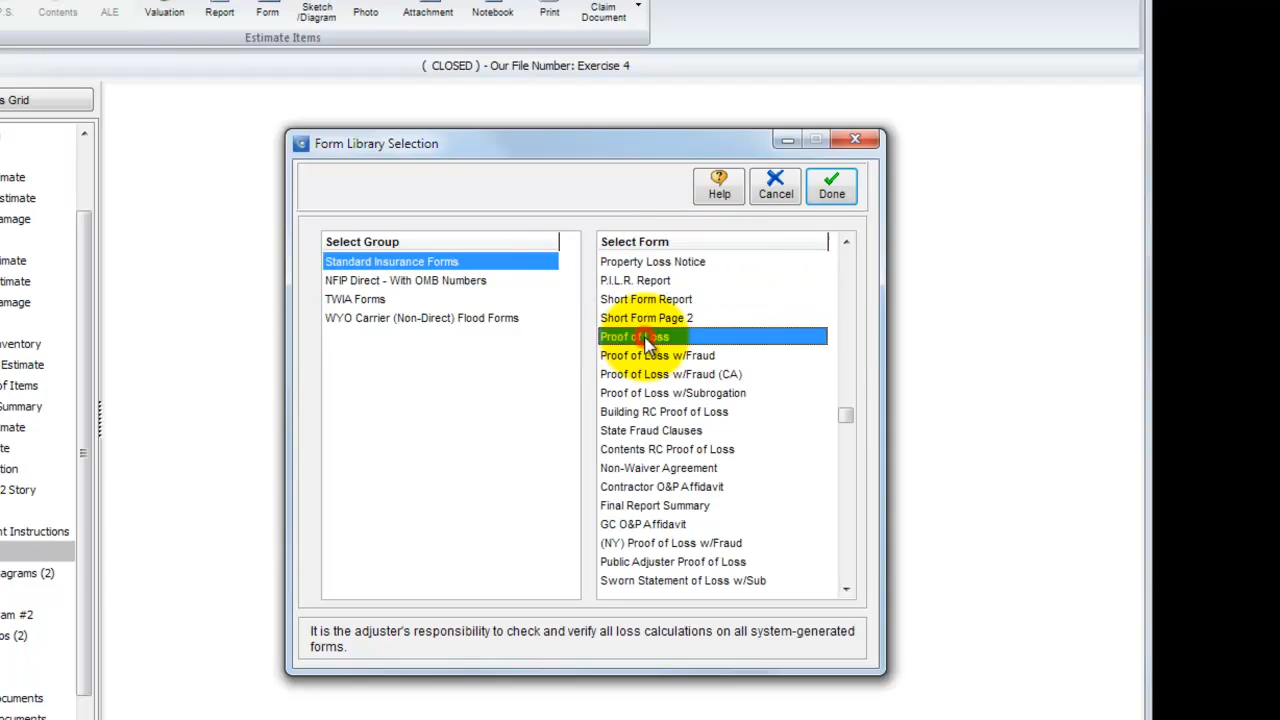 P.S. Contents ALE Valuation Report Form Sketch /Diagram Photo Attachment Notebook Print Claim Document
Estimate Items
( CLOSED ) - Our File Number: Exercise 4
s Grid
mate
stimate
amage
imate
stimate
amage
nventory
Estimate
of Items
Summary
mate
te
tion
2 Story
nt Instructions
agrams (2)
am #2
os (2)
ocuments
Form Library Selection
Help Cancel Done
Select Group
Standard Insurance Forms
NFIP Direct - With OMB Numbers
TWIA Forms
WYO Carrier (Non-Direct) Flood Forms
Select Form
Property Loss Notice
P.I.L.R. Report
Short Form Report
Short Form Page 2
Proof of Loss
Proof of Loss w/Fraud
Proof of Loss w/Fraud (CA)
Proof of Loss w/Subrogation
Building RC Proof of Loss
State Fraud Clauses
Contents RC Proof of Loss
Non-Waiver Agreement
Contractor O&P Affidavit
Final Report Summary
GC O&P Affidavit
(NY) Proof of Loss w/Fraud
Public Adjuster Proof of Loss
Sworn Statement of Loss w/Sub
It is the adjuster's responsibility to check and verify all loss calculations on all system-generated
forms.